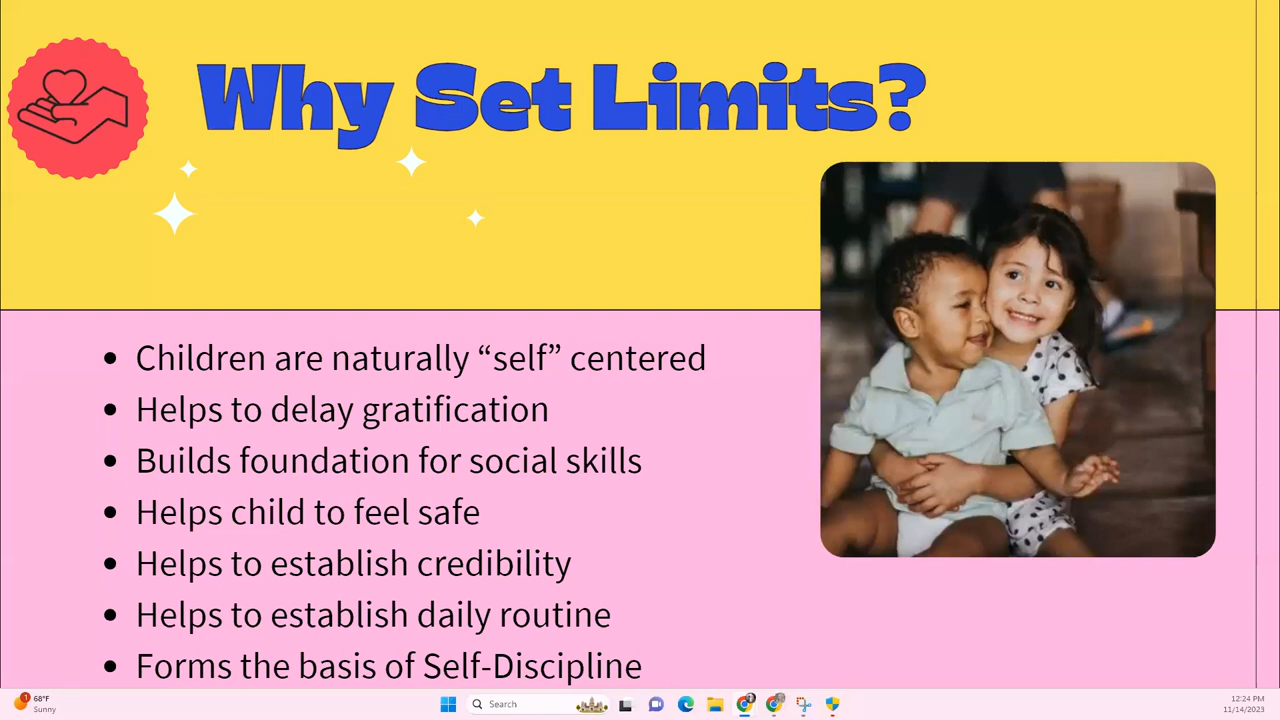 Why Set Limits?
• Children are naturally “self” centered
• Helps to delay gratification
• Builds foundation for social skills
• Helps child to feel safe
• Helps to establish credibility
• Helps to establish daily routine
• Forms the basis of Self-Discipline
1
68°F
Sunny
Search
12:24 PM
11/14/2023